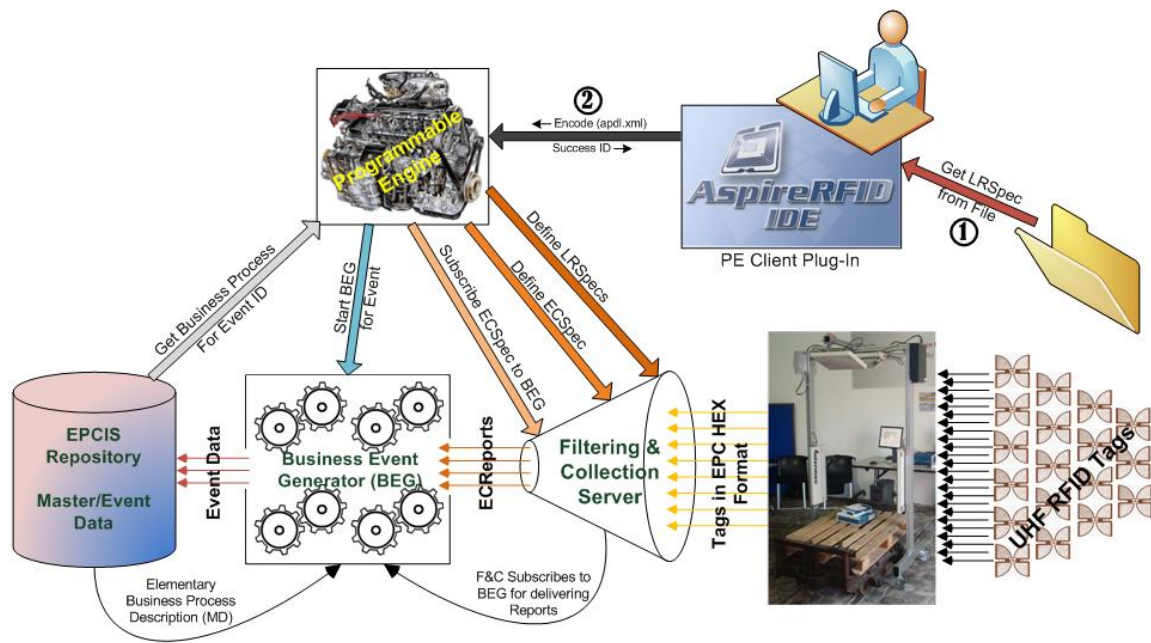 ②
← Encode (apdl.xml)
Success ID →
Programmable
Engine
AspireRFID
IDE
PE Client Plug-In
Get LRSpec
from File
①
Get Business Process
For Event ID
Start BEG
for Event
Subscribe ECSpec to BEG
Define ECSpec
Define LRSpecs
EPCIS
Repository
Master/Event
Data
Event Data
Business Event
Generator (BEG)
ECReports
Filtering &
Collection
Server
Tags in EPC HEX
Format
UHF RFID Tags
Elementary
Business Process
Description (MD)
F&C Subscribes to
BEG for delivering
Reports